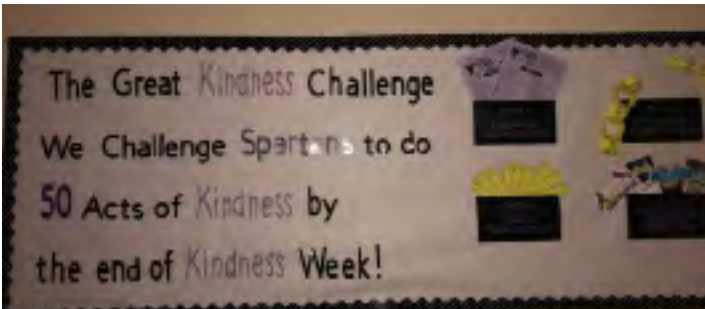 The Great Kindness Challenge
We Challenge Spartans to do
50 Acts of Kindness by
the end of Kindness Week!